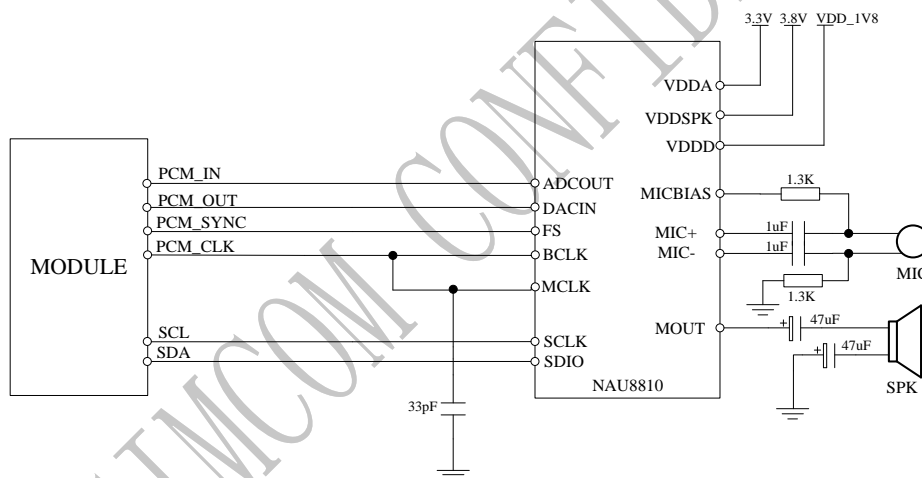 3.3V 3.8V VDD_1V8
VDDA
VDDSPK
VDDD
PCM_IN
ADCOUT
MICBIAS
1.3K
PCM_OUT
DACIN
PCM_SYNC
FS
MIC+
1uF
PCM_CLK
BCLK
MIC-
1uF
MODULE
MCLK
MIC
1.3K
SCL
SCLK
MOUT
47uF
SDA
SDIO
47uF
NAU8810
SPK
33pF
SIMCOM CONFIDE